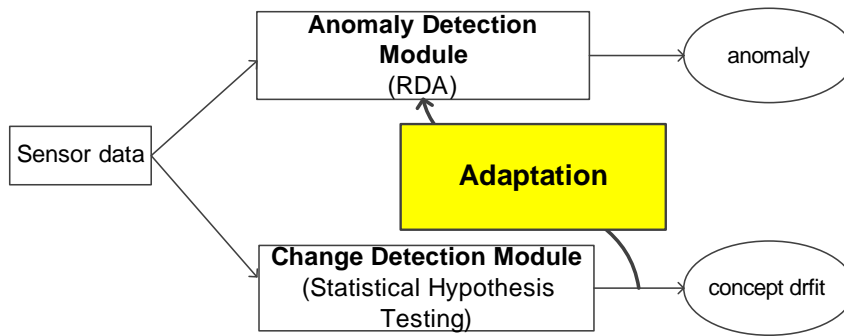 Anomaly Detection
Module
(RDA)
anomaly
Sensor data
Adaptation
Change Detection Module
(Statistical Hypothesis
Testing)
concept drfit